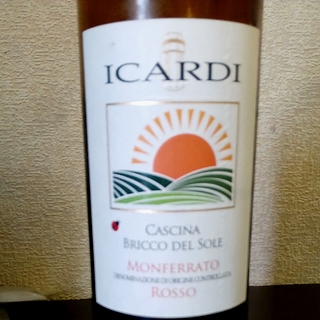 ICARDI
CASCINA
BRICCO DEL SOLE
MONFERRATO
DENOMINAZIONE DI ORIGINE CONTROLLATA
ROSSO